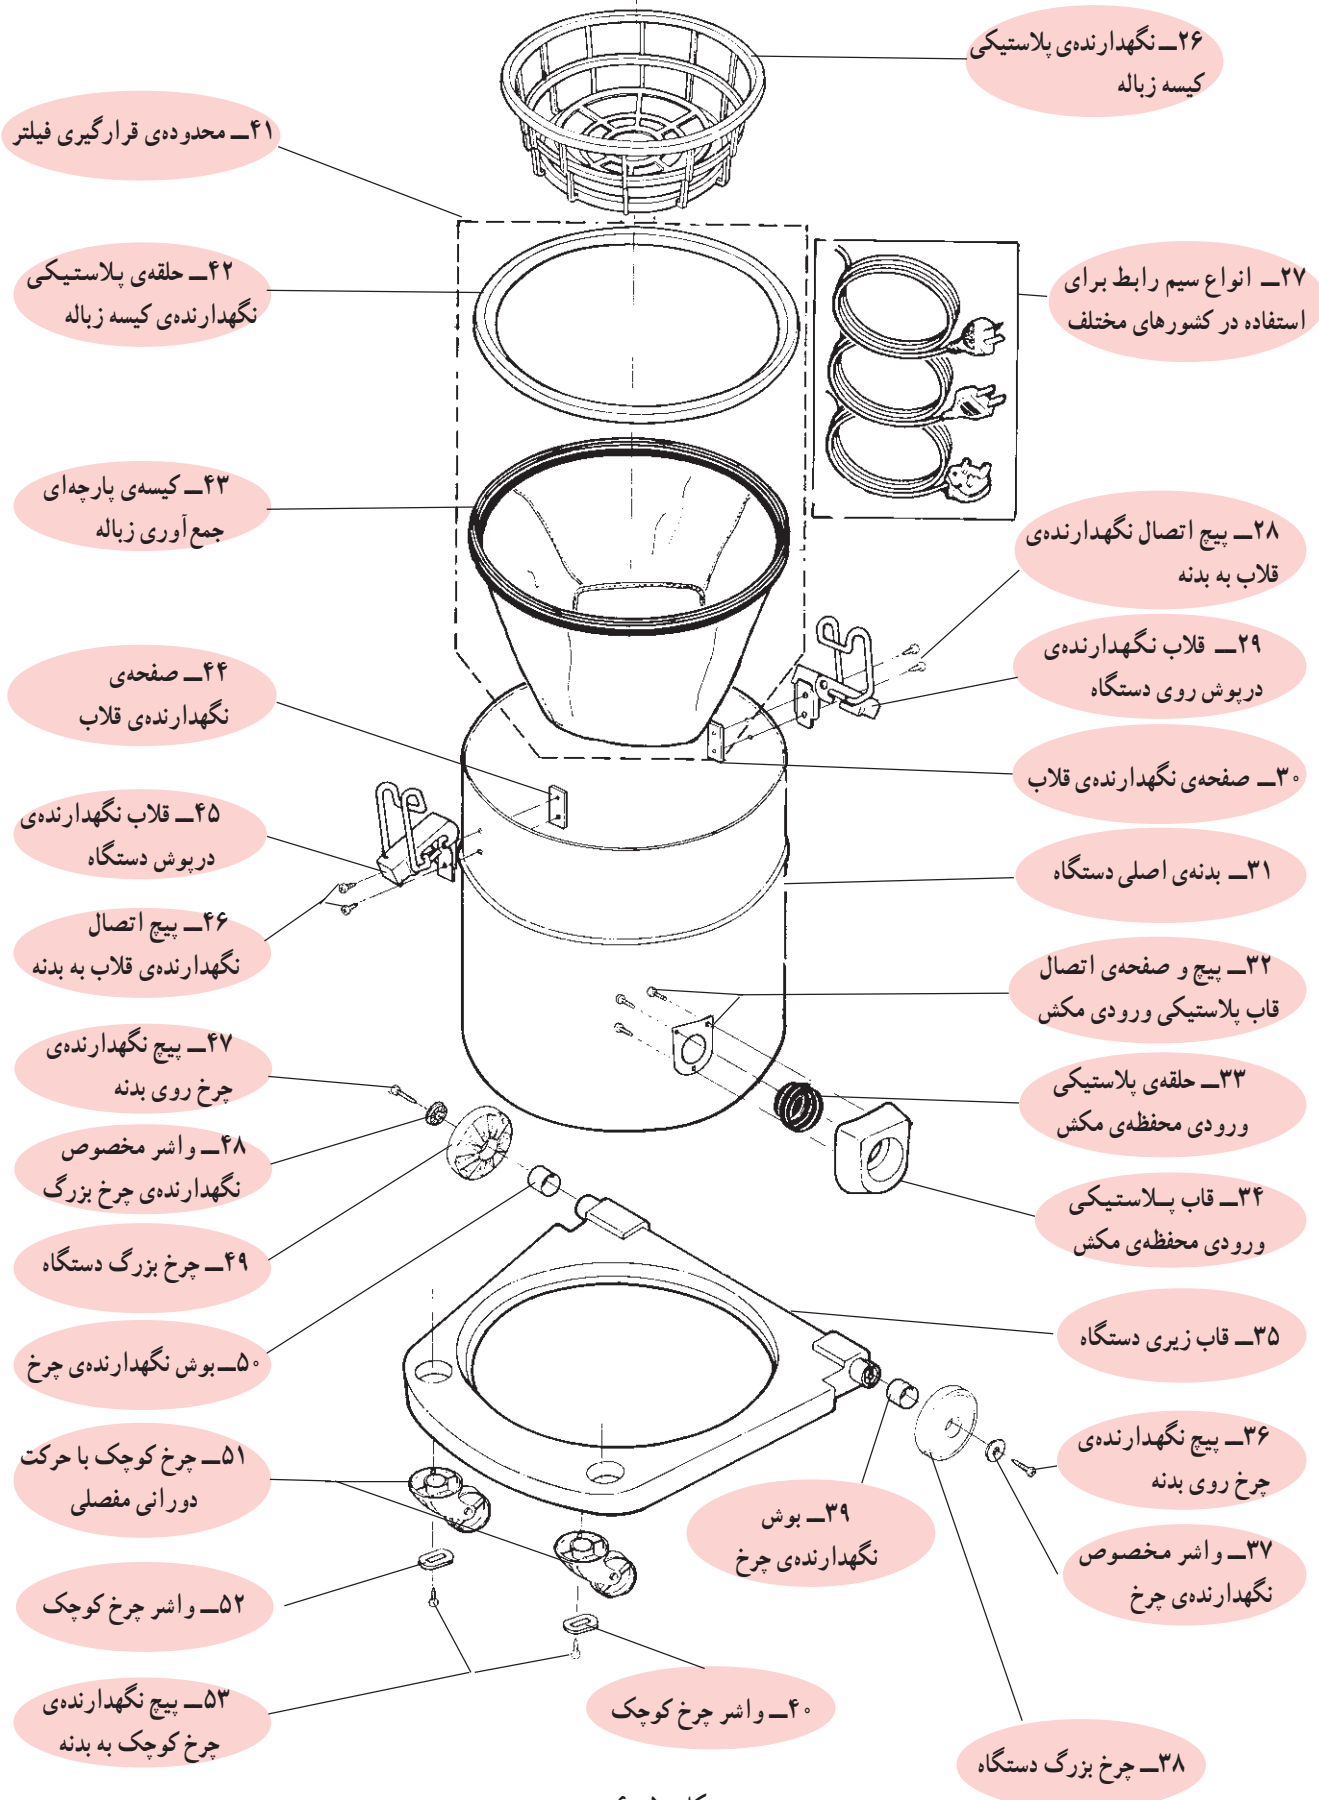 ۲۶ــ نگهدارنده‌ی پلاستیکی
کیسه زباله
۲۷ــ انواع سیم رابط برای
استفاده در کشورهای مختلف
۲۸ــ پیچ اتصال نگهدارنده‌ی
قلاب به بدنه
۲۹ــ قلاب نگهدارنده‌ی
درپوش روی دستگاه
۳۰ــ صفحه‌ی نگهدارنده‌ی قلاب
۳۱ــ بدنه‌ی اصلی دستگاه
۳۲ــ پیچ و صفحه‌ی اتصال
قاب پلاستیکی ورودی مکش
۳۳ــ حلقه‌ی پلاستیکی
ورودی محفظه‌ی مکش
۳۴ــ قاب پلاستیکی
ورودی محفظه‌ی مکش
۳۵ــ قاب زیری دستگاه
۳۶ــ پیچ نگهدارنده‌ی
چرخ روی بدنه
۳۷ــ واشر مخصوص
نگهدارنده‌ی چرخ
۳۸ــ چرخ بزرگ دستگاه
۳۹ــ بوش
نگهدارنده‌ی چرخ
۴۰ــ واشر چرخ کوچک
۴۱ــ محدوده‌ی قرارگیری فیلتر
۴۲ــ حلقه‌ی پلاستیکی
نگهدارنده‌ی کیسه زباله
۴۳ــ کیسه‌ی پارچه‌ای
جمع آوری زباله
۴۴ــ صفحه‌ی
نگهدارنده‌ی قلاب
۴۵ــ قلاب نگهدارنده‌ی
درپوش دستگاه
۴۶ــ پیچ اتصال
نگهدارنده‌ی قلاب به بدنه
۴۷ــ پیچ نگهدارنده‌ی
چرخ روی بدنه
۴۸ــ واشر مخصوص
نگهدارنده‌ی چرخ بزرگ
۴۹ــ چرخ بزرگ دستگاه
۵۰ــ بوش نگهدارنده‌ی چرخ
۵۱ــ چرخ کوچک با حرکت
دورانی مفصلی
۵۲ــ واشر چرخ کوچک
۵۳ــ پیچ نگهدارنده‌ی
چرخ کوچک به بدنه